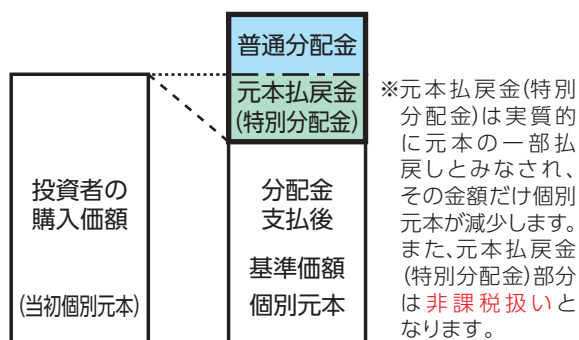 普通分配金
元本払戻金
(特別分配金)
投資者の
購入価額
(当初個別元本)
分配金
支払後
基準価額
個別元本
※元本払戻金(特別
分配金)は実質的
に元本の一部払
戻しとみなされ、
その金額だけ個別
元本が減少します。
また、元本払戻金
(特別分配金)部分
は非課税扱いと
なります。